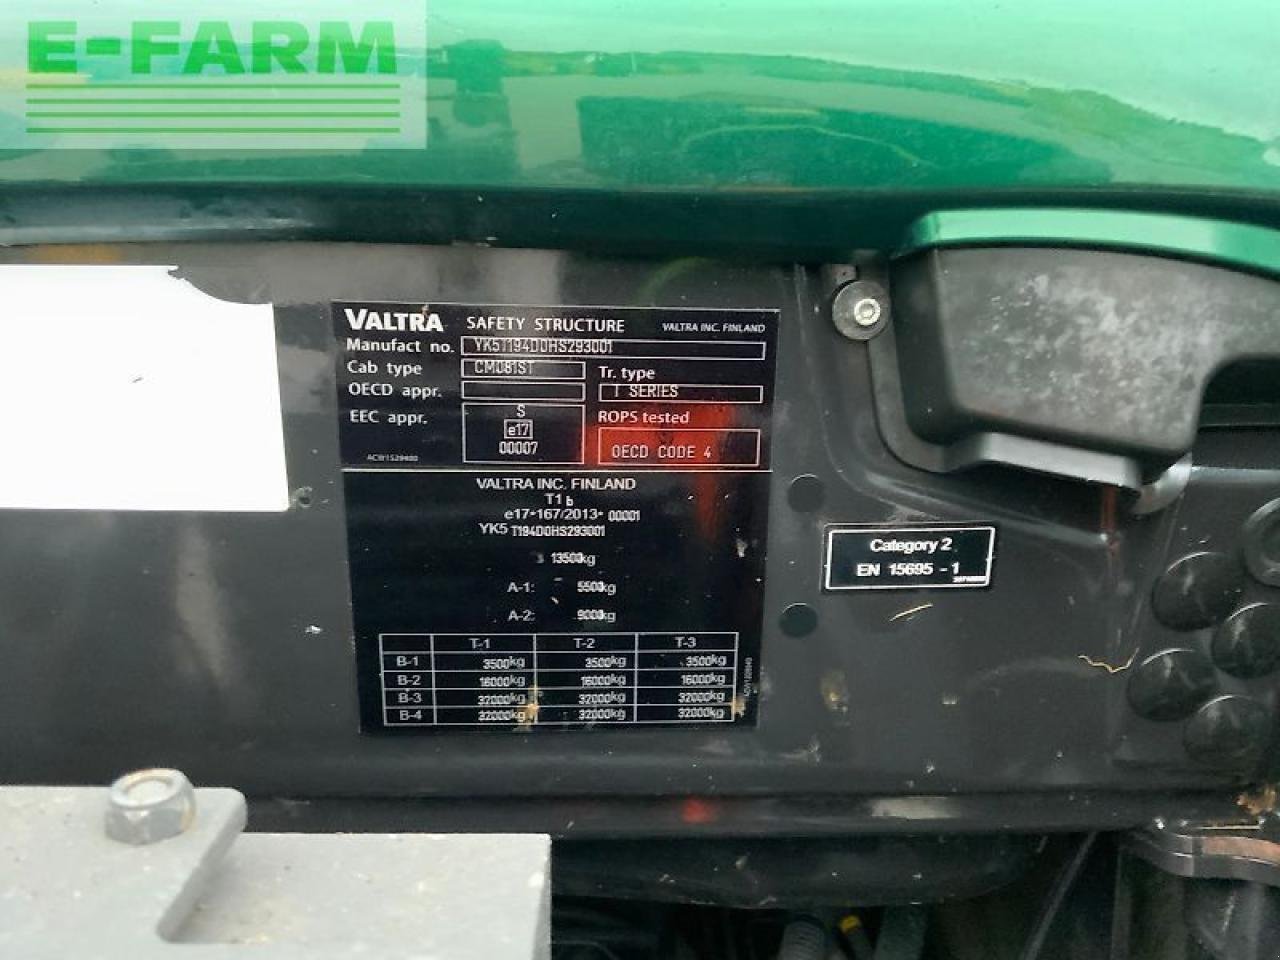 E-FARM
VALTRA SAFETY STRUCTURE VALTRA INC. FINLAND
Manufact no. YK5T194D0HS293001
Cab type CM081ST
Tr. type
OECD appr.
T SERIES
EEC appr. S
e17
00007
ROPS tested
OECD CODE 4
ACW1529400
VALTRA INC. FINLAND
T1b
e17*167/2013* 00001
YK5 T194D0HS293001
13500kg
A-1: 5500kg
A-2: 9000kg
T-1 T-2 T-3
B-1 3500kg 3500kg 3500kg
B-2 16000kg 16000kg 16000kg
B-3 32000kg 32000kg 32000kg
B-4 32000kg 32000kg 32000kg
Category 2
EN 15695 - 1